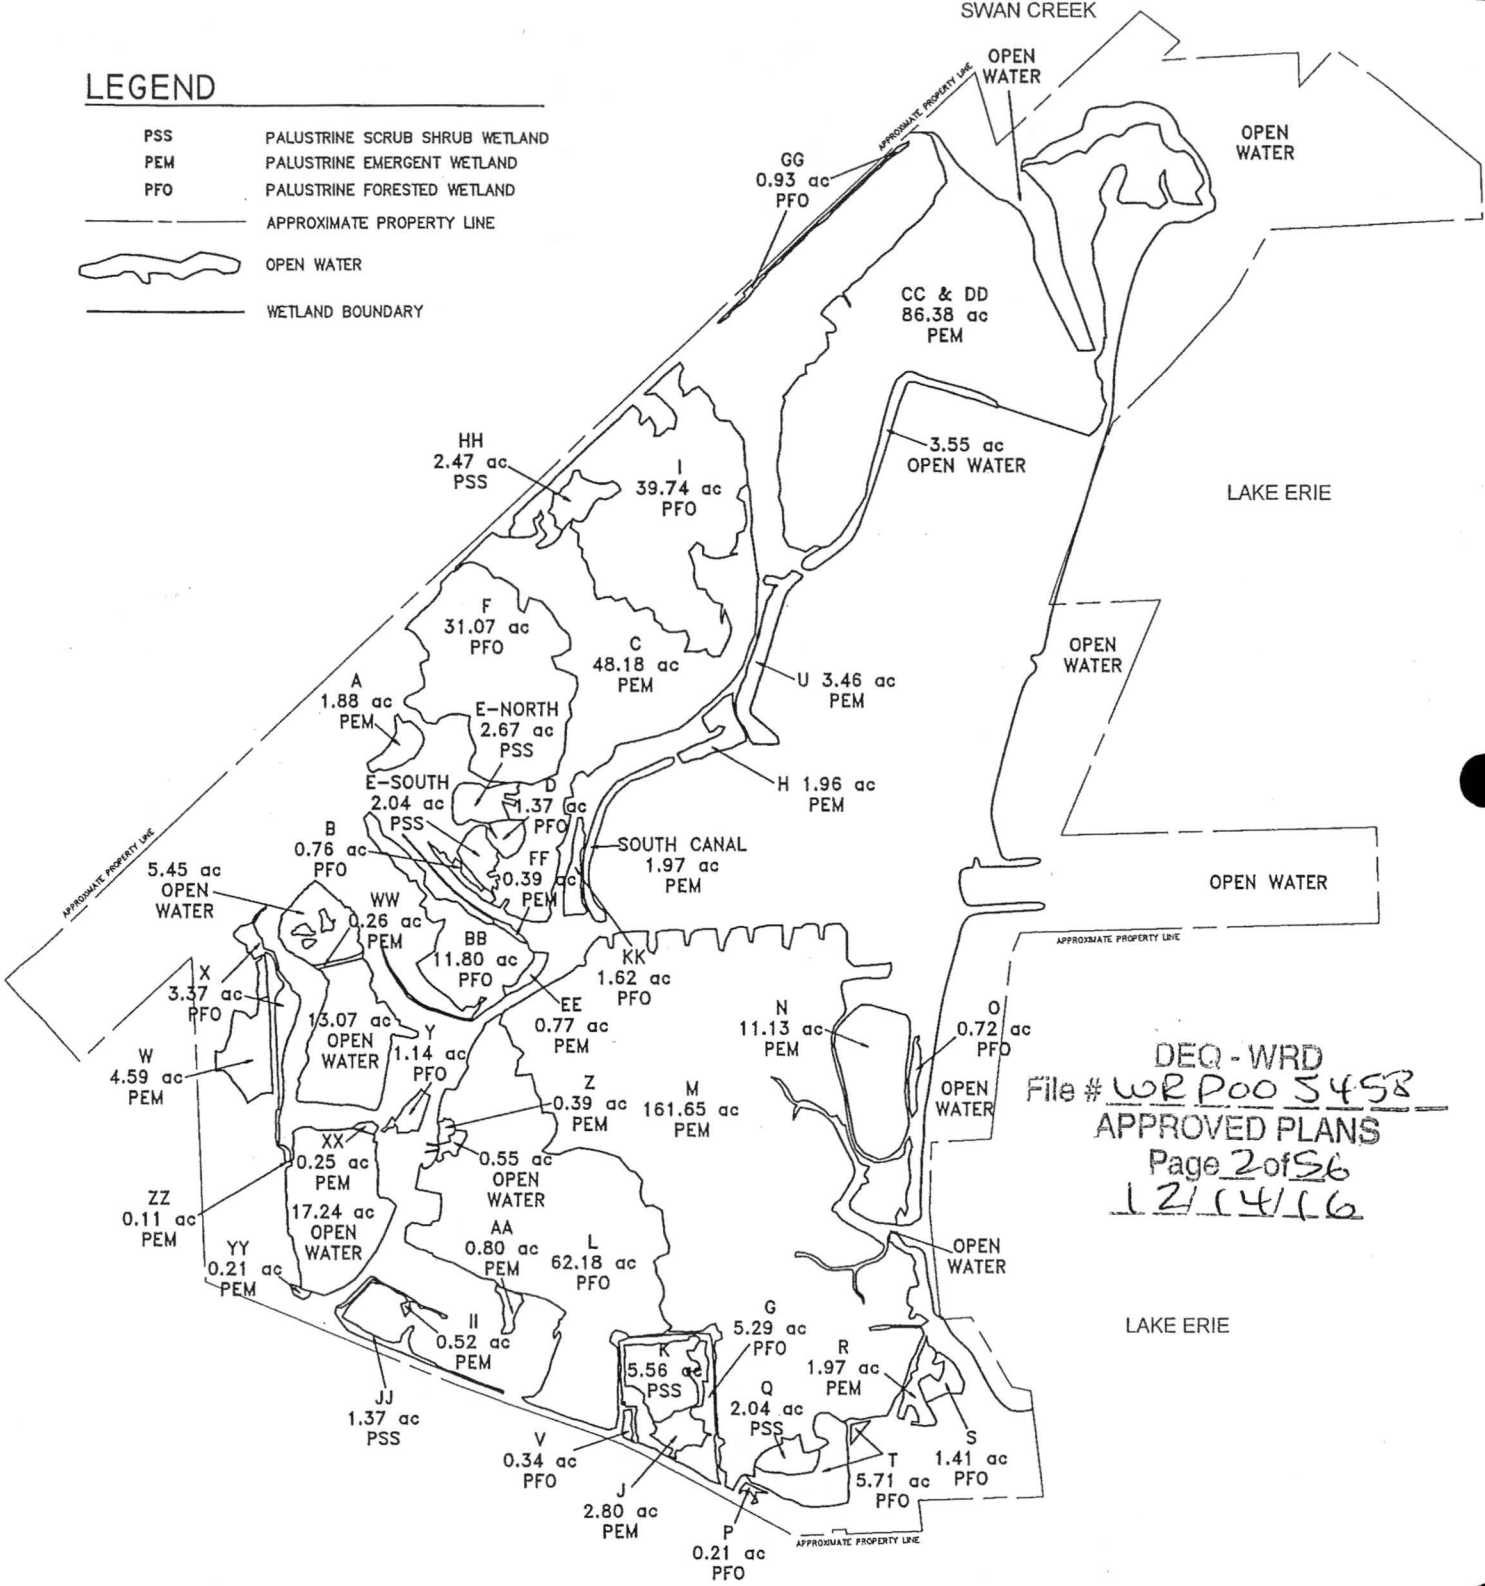 SWAN CREEK
OPEN
WATER
APPROXIMATE PROPERTY LINE
LEGEND
PSS PALUSTRINE SCRUB SHRUB WETLAND
PEM PALUSTRINE EMERGENT WETLAND
PFO PALUSTRINE FORESTED WETLAND
APPROXIMATE PROPERTY LINE
OPEN WATER
WETLAND BOUNDARY
OPEN
WATER
GG
0.93 ac
PFO
CC & DD
86.38 ac
PEM
3.55 ac
OPEN WATER
LAKE ERIE
HH
2.47 ac
PSS
I
39.74 ac
PFO
F
31.07 ac
PFO
C
48.18 ac
PEM
OPEN
WATER
U 3.46 ac
PEM
A
1.88 ac
PEM
E-NORTH
2.67 ac
PSS
H 1.96 ac
PEM
E-SOUTH
2.04 ac
PSS
D
1.37 ac
PFO
B
0.76 ac
PFO
FF
0.39 ac
PEM
SOUTH CANAL
1.97 ac
PEM
OPEN WATER
APPROXIMATE PROPERTY LINE
5.45 ac
OPEN
WATER
WW
0.26 ac
PEM
BB
11.80 ac
PFO
KK
1.62 ac
PFO
APPROXIMATE PROPERTY LINE
X
3.37 ac
PFO
EE
0.77 ac
PEM
N
11.13 ac
PEM
O
0.72 ac
PFO
13.07 ac
OPEN
WATER
Y
1.14 ac
PFO
W
4.59 ac
PEM
Z
0.39 ac
PEM
M
161.65 ac
PEM
OPEN
WATER
DEQ - WRD
File # WRP005458
APPROVED PLANS
Page 2 of 56
12/14/16
XX
0.25 ac
PEM
0.55 ac
OPEN
WATER
ZZ
0.11 ac
PEM
17.24 ac
OPEN
WATER
AA
0.80 ac
PEM
L
62.18 ac
PFO
OPEN
WATER
YY
0.21 ac
PEM
II
0.52 ac
PEM
G
5.29 ac
PFO
LAKE ERIE
K
5.56 ac
PSS
R
1.97 ac
PEM
JJ
1.37 ac
PSS
Q
2.04 ac
PSS
V
0.34 ac
PFO
S
1.41 ac
PFO
T
5.71 ac
PFO
J
2.80 ac
PEM
P
0.21 ac
PFO
APPROXIMATE PROPERTY LINE